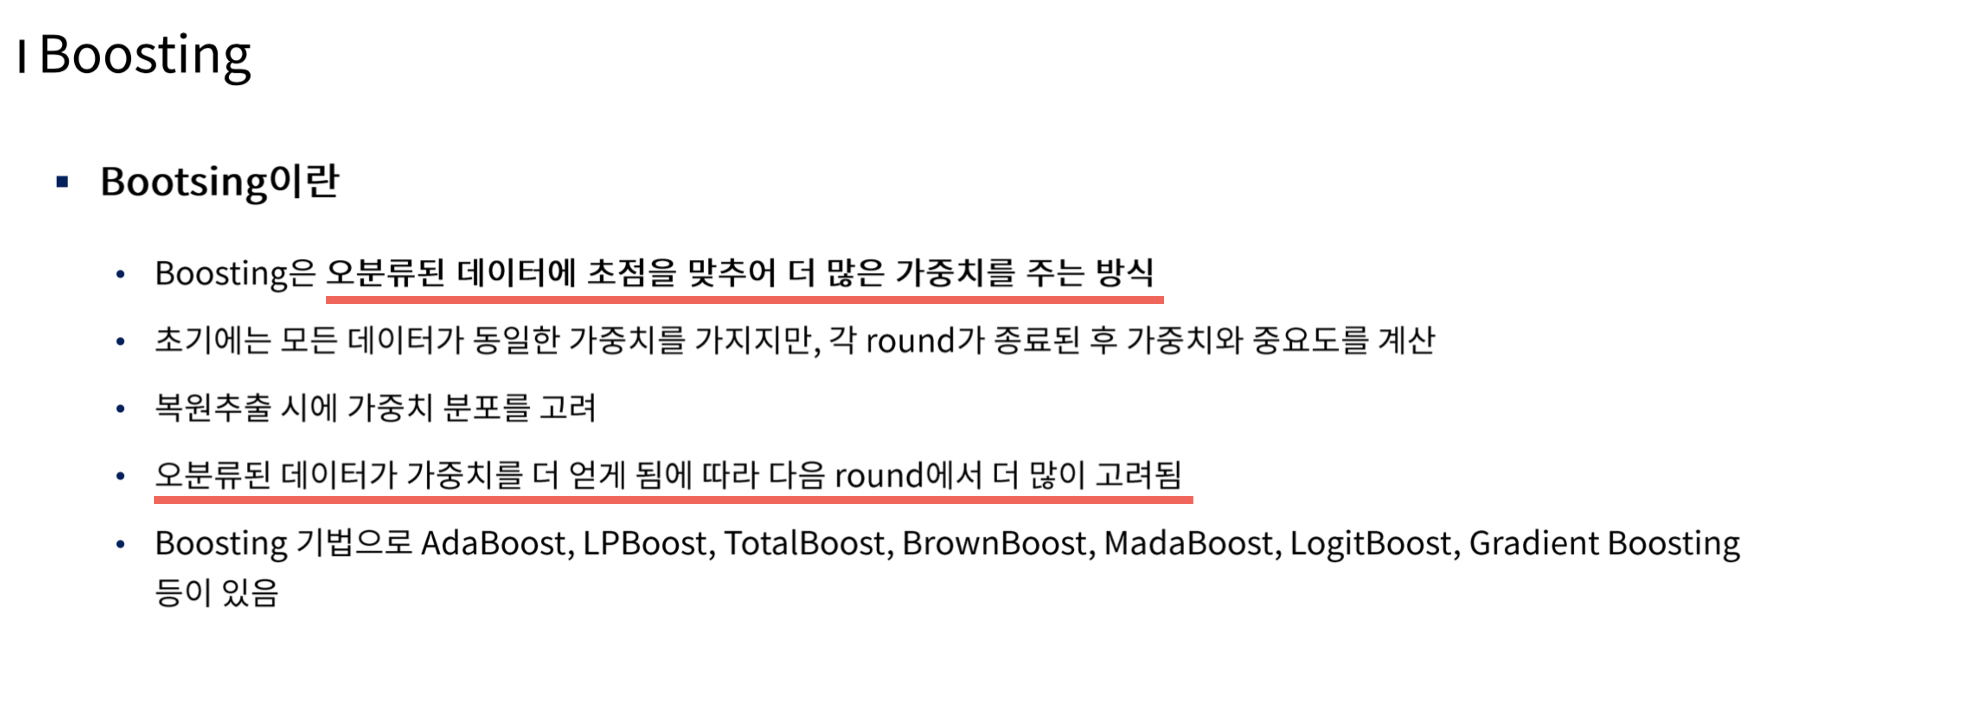 Boosting
Bootsing이란
Boosting은 오분류된 데이터에 초점을 맞추어 더 많은 가중치를 주는 방식
초기에는 모든 데이터가 동일한 가중치를 가지지만, 각 round가 종료된 후 가중치와 중요도를 계산
복원추출 시에 가중치 분포를 고려
오분류된 데이터가 가중치를 더 얻게 됨에 따라 다음 round에서 더 많이 고려됨
Boosting 기법으로 AdaBoost, LPBoost, TotalBoost, BrownBoost, MadaBoost, LogitBoost, Gradient Boosting
등이 있음